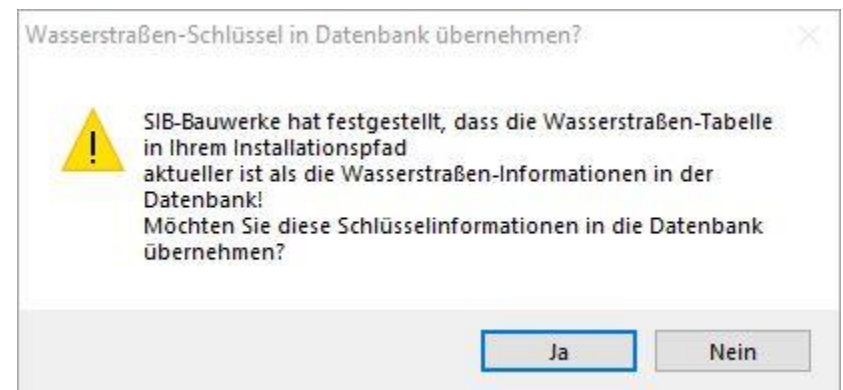 Wasserstraßen-Schlüssel in Datenbank übernehmen?
SIB-Bauwerke hat festgestellt, dass die Wasserstraßen-Tabelle
in Ihrem Installationspfad
aktueller ist als die Wasserstraßen-Informationen in der
Datenbank!
Möchten Sie diese Schlüsselinformationen in die Datenbank
übernehmen?
Ja
Nein